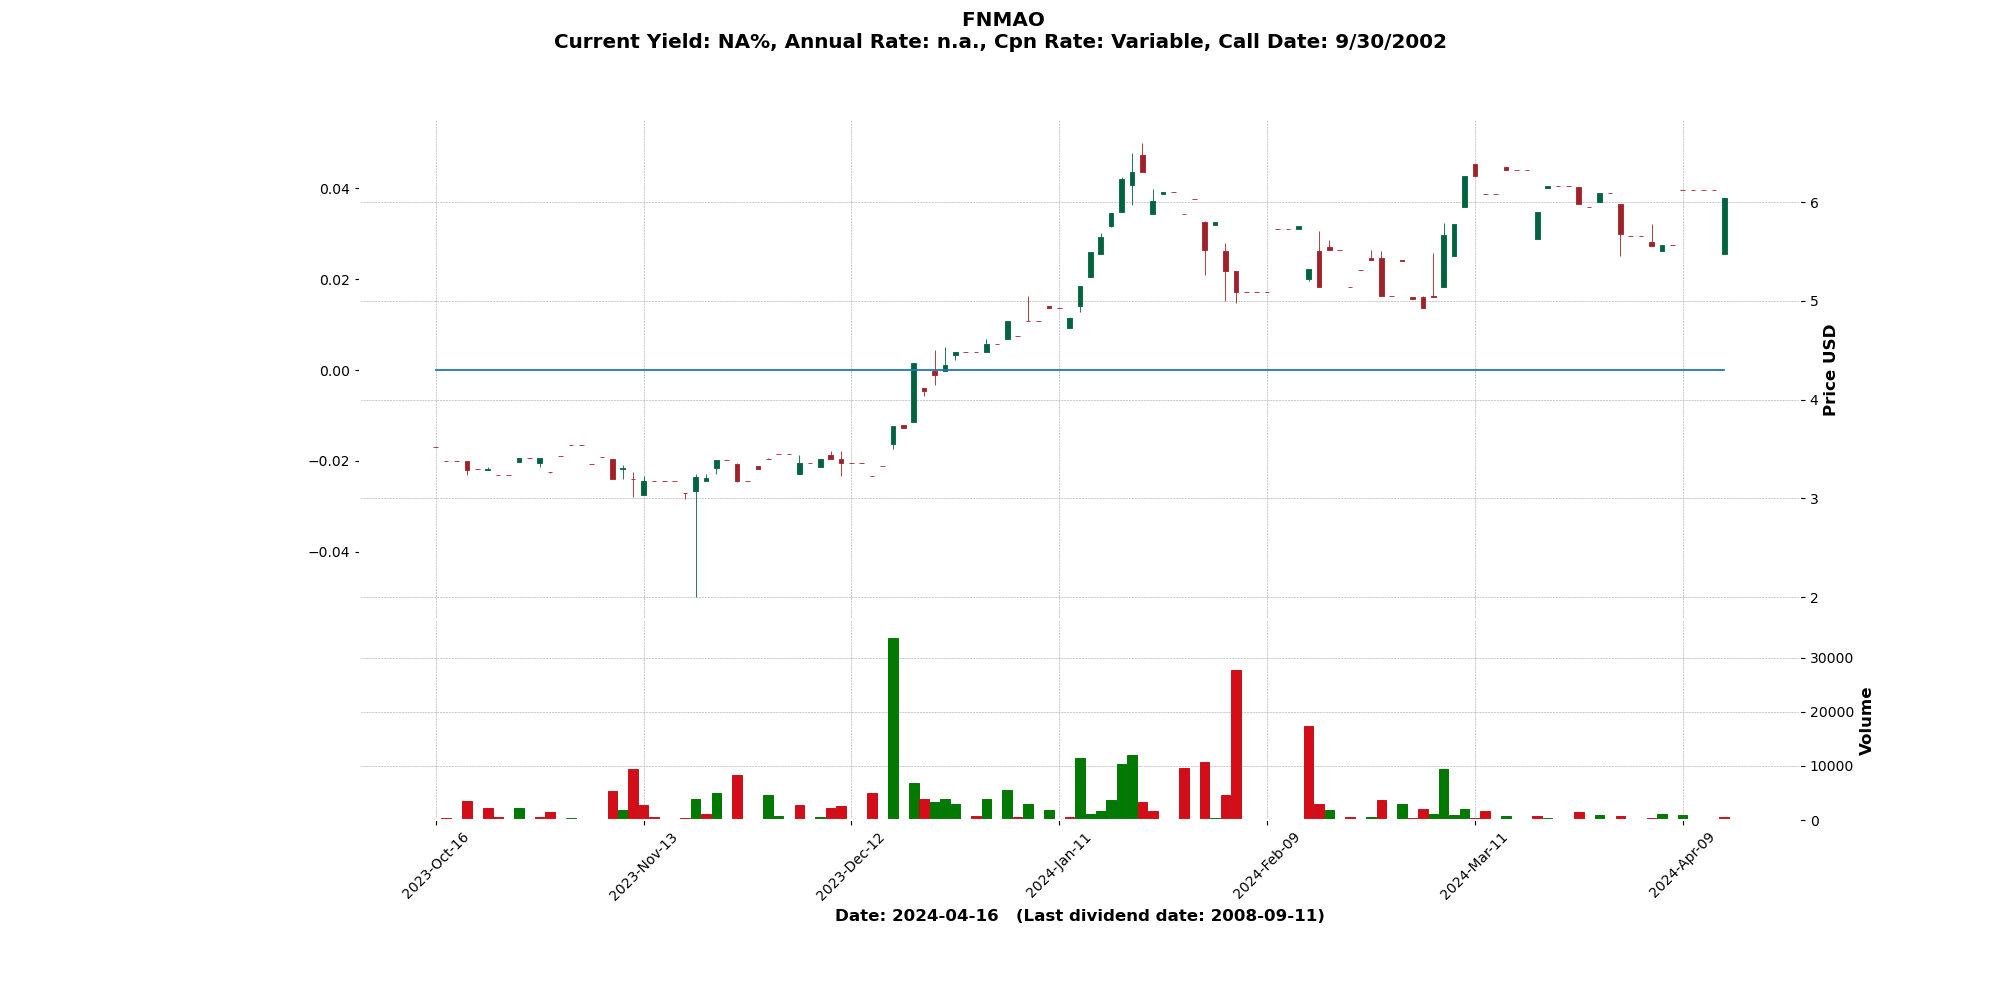 FNMAO
Current Yield: NA%, Annual Rate: n.a., Cpn Rate: Variable, Call Date: 9/30/2002
0.04
0.02
0.00
−0.02
−0.04
6
5
4
3
2
Price USD
30000
20000
10000
0
Volume
2023-Oct-16
2023-Nov-13
2023-Dec-12
2024-Jan-11
2024-Feb-09
2024-Mar-11
2024-Apr-09
Date: 2024-04-16   (Last dividend date: 2008-09-11)